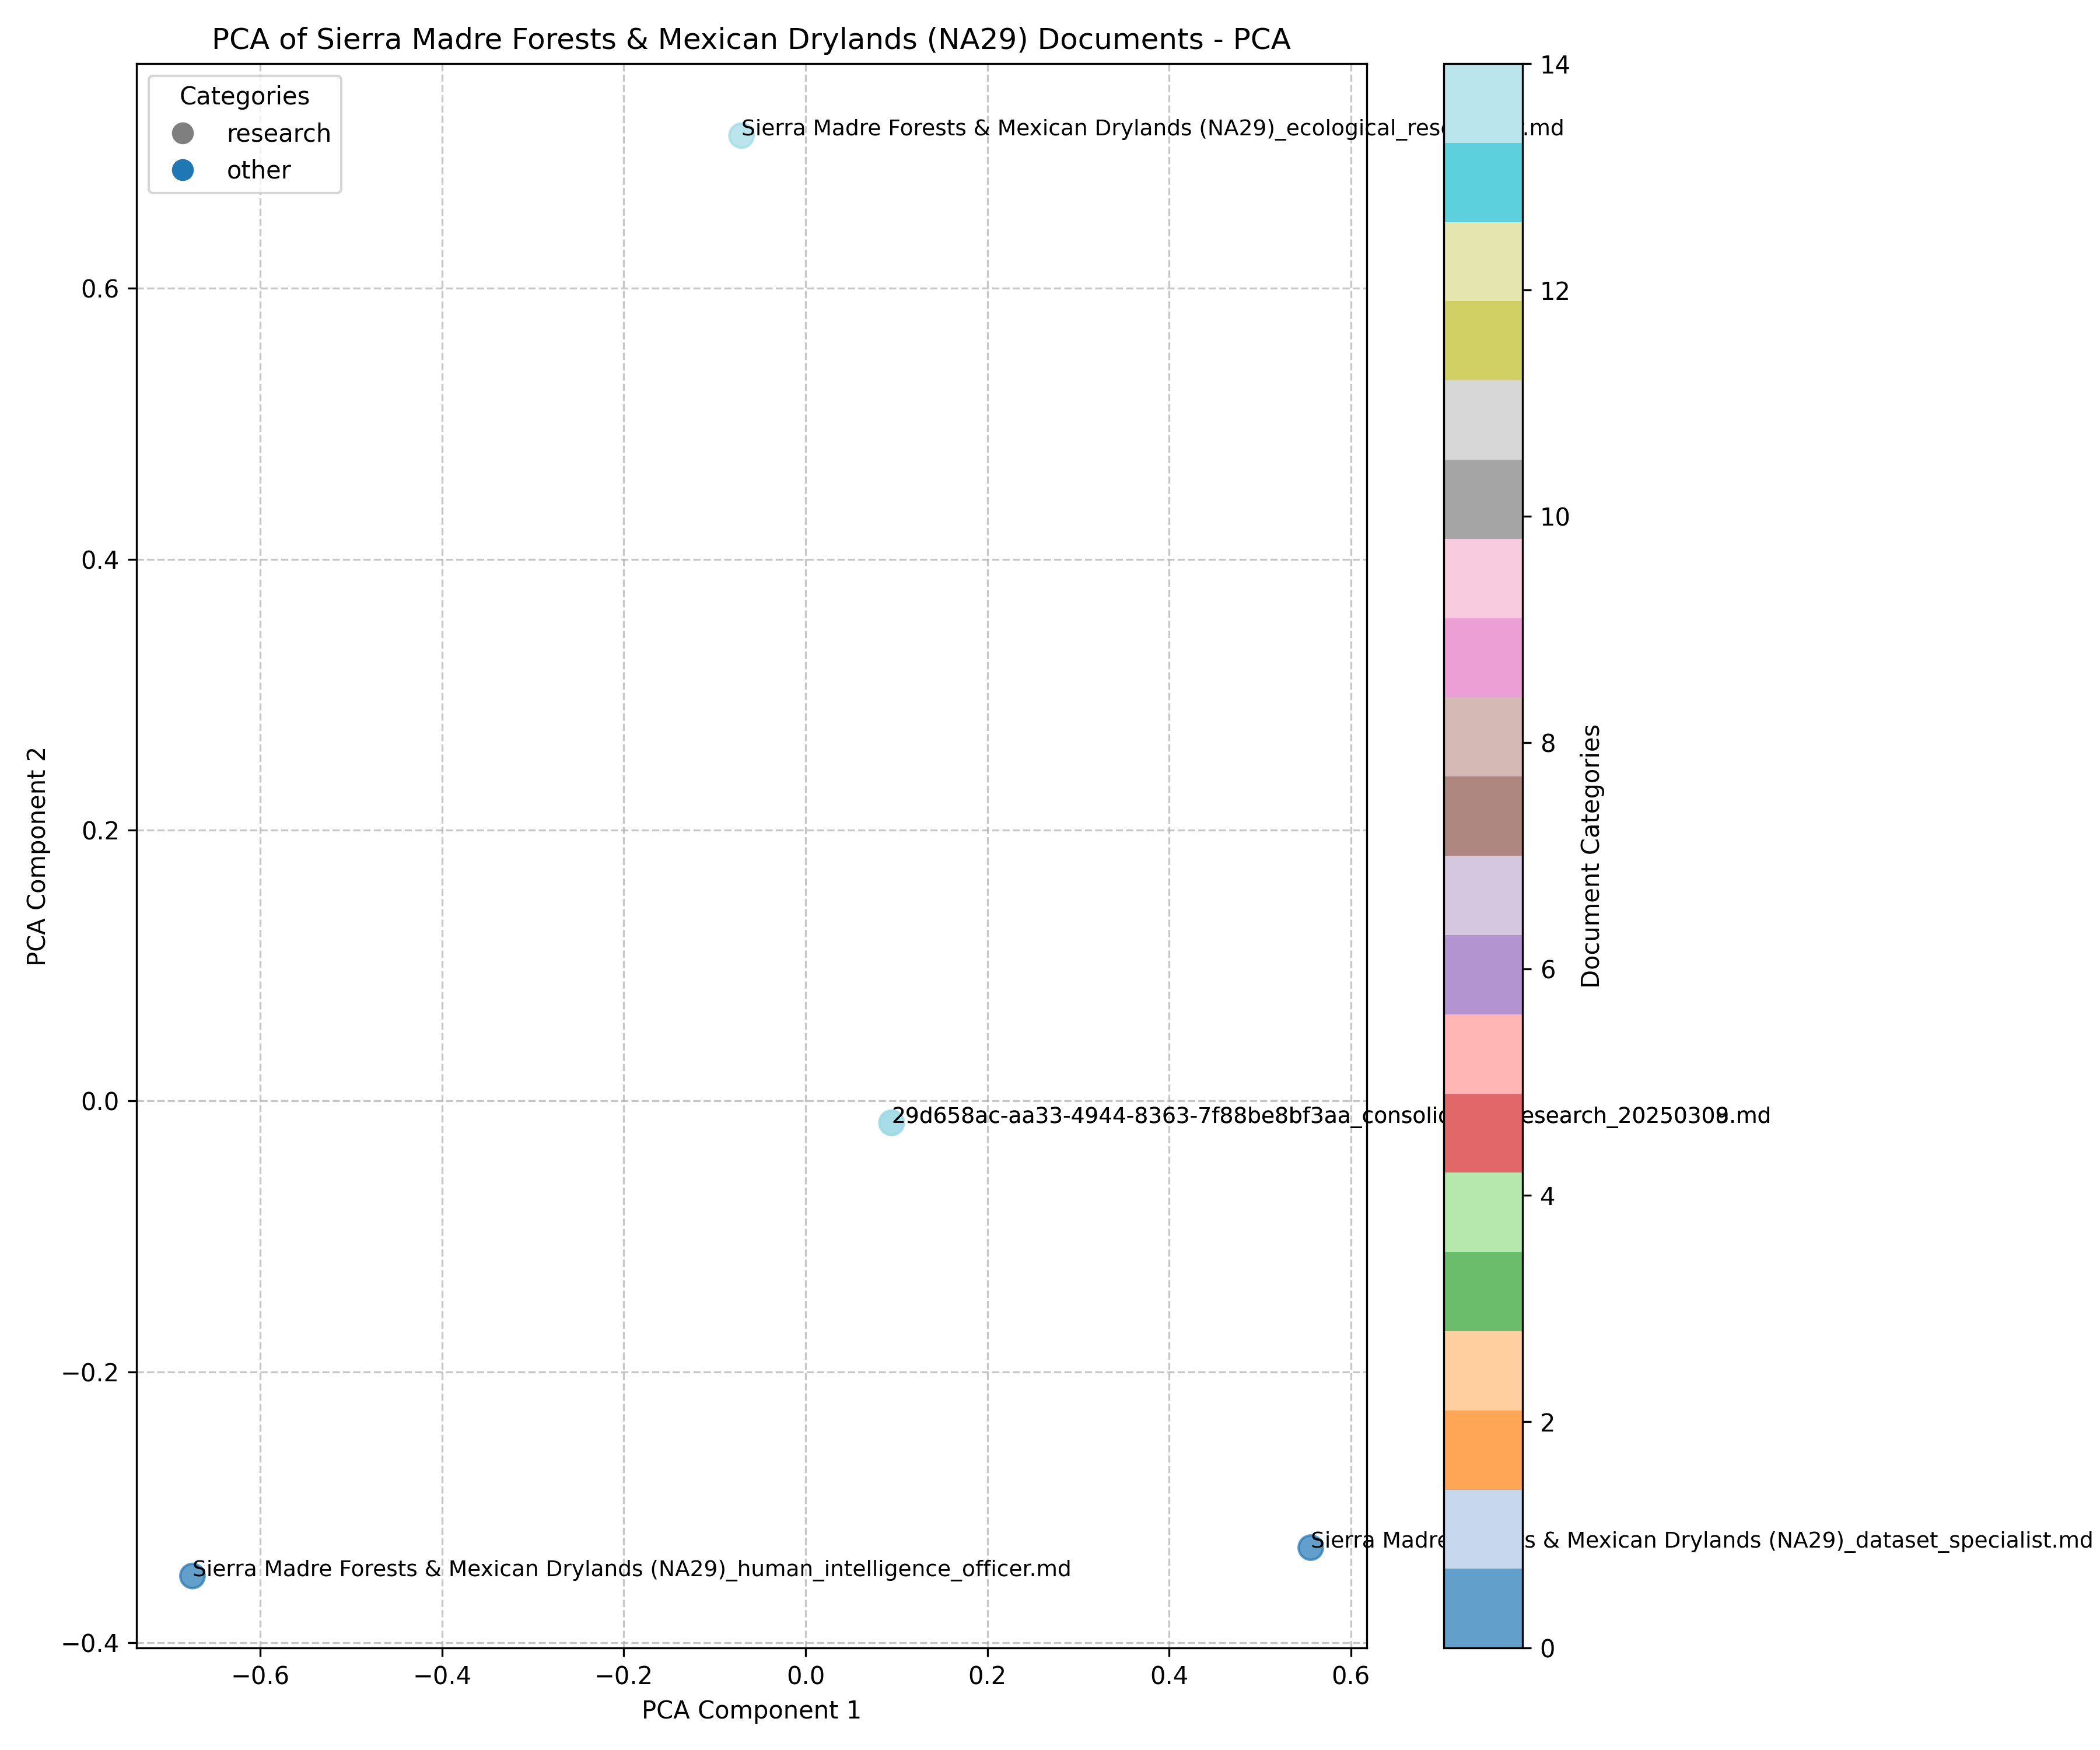 PCA of Sierra Madre Forests & Mexican Drylands (NA29) Documents - PCA
Categories
research
other
Sierra Madre Forests & Mexican Drylands (NA29)_ecological_res .md
29d658ac-aa33-4944-8363-7f88be8bf3aa_consolid esearch_2025030 .md
Sierra Madre ts & Mexican Drylands (NA29)_dataset_specialist.md
Sierra Madre Forests & Mexican Drylands (NA29)_human_intelligence_officer.md
PCA Component 2
0.6
0.4
0.2
0.0
−0.2
−0.4
−0.6
−0.4
−0.2
0.0
0.2
0.4
0.6
PCA Component 1
14
12
10
8
6
4
2
0
Document Categories